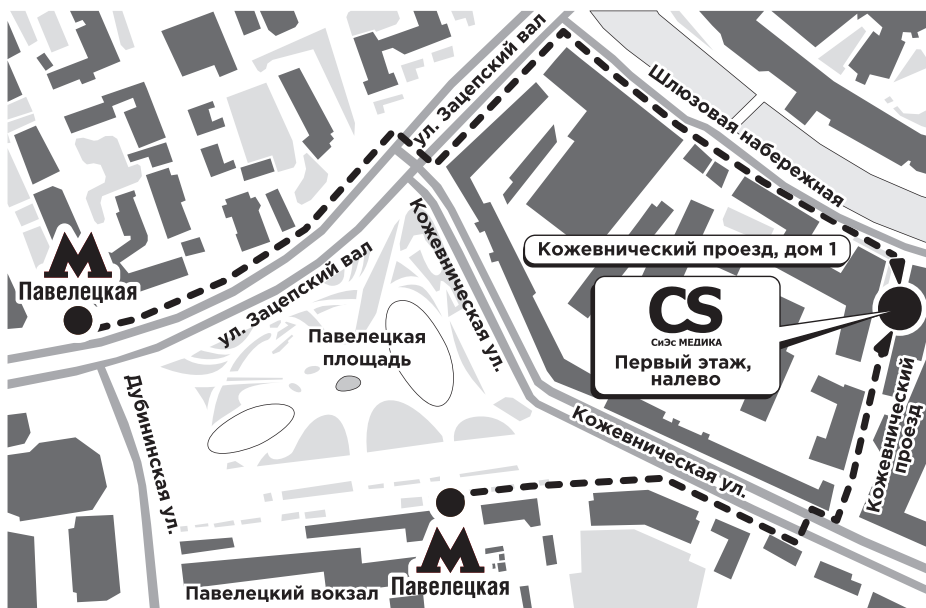 ул. Зацепский вал
Шлюзовая набережная
Кожевническая ул.
Кожевнический проезд, дом 1
М
Павелецкая
ул. Зацепский вал
CS
СиЭс МЕДИКА
Первый этаж,
налево
Павелецкая
площадь
Дубининская ул.
Кожевническая ул.
Кожевнический
проезд
М
Павелецкая
Павелецкий вокзал